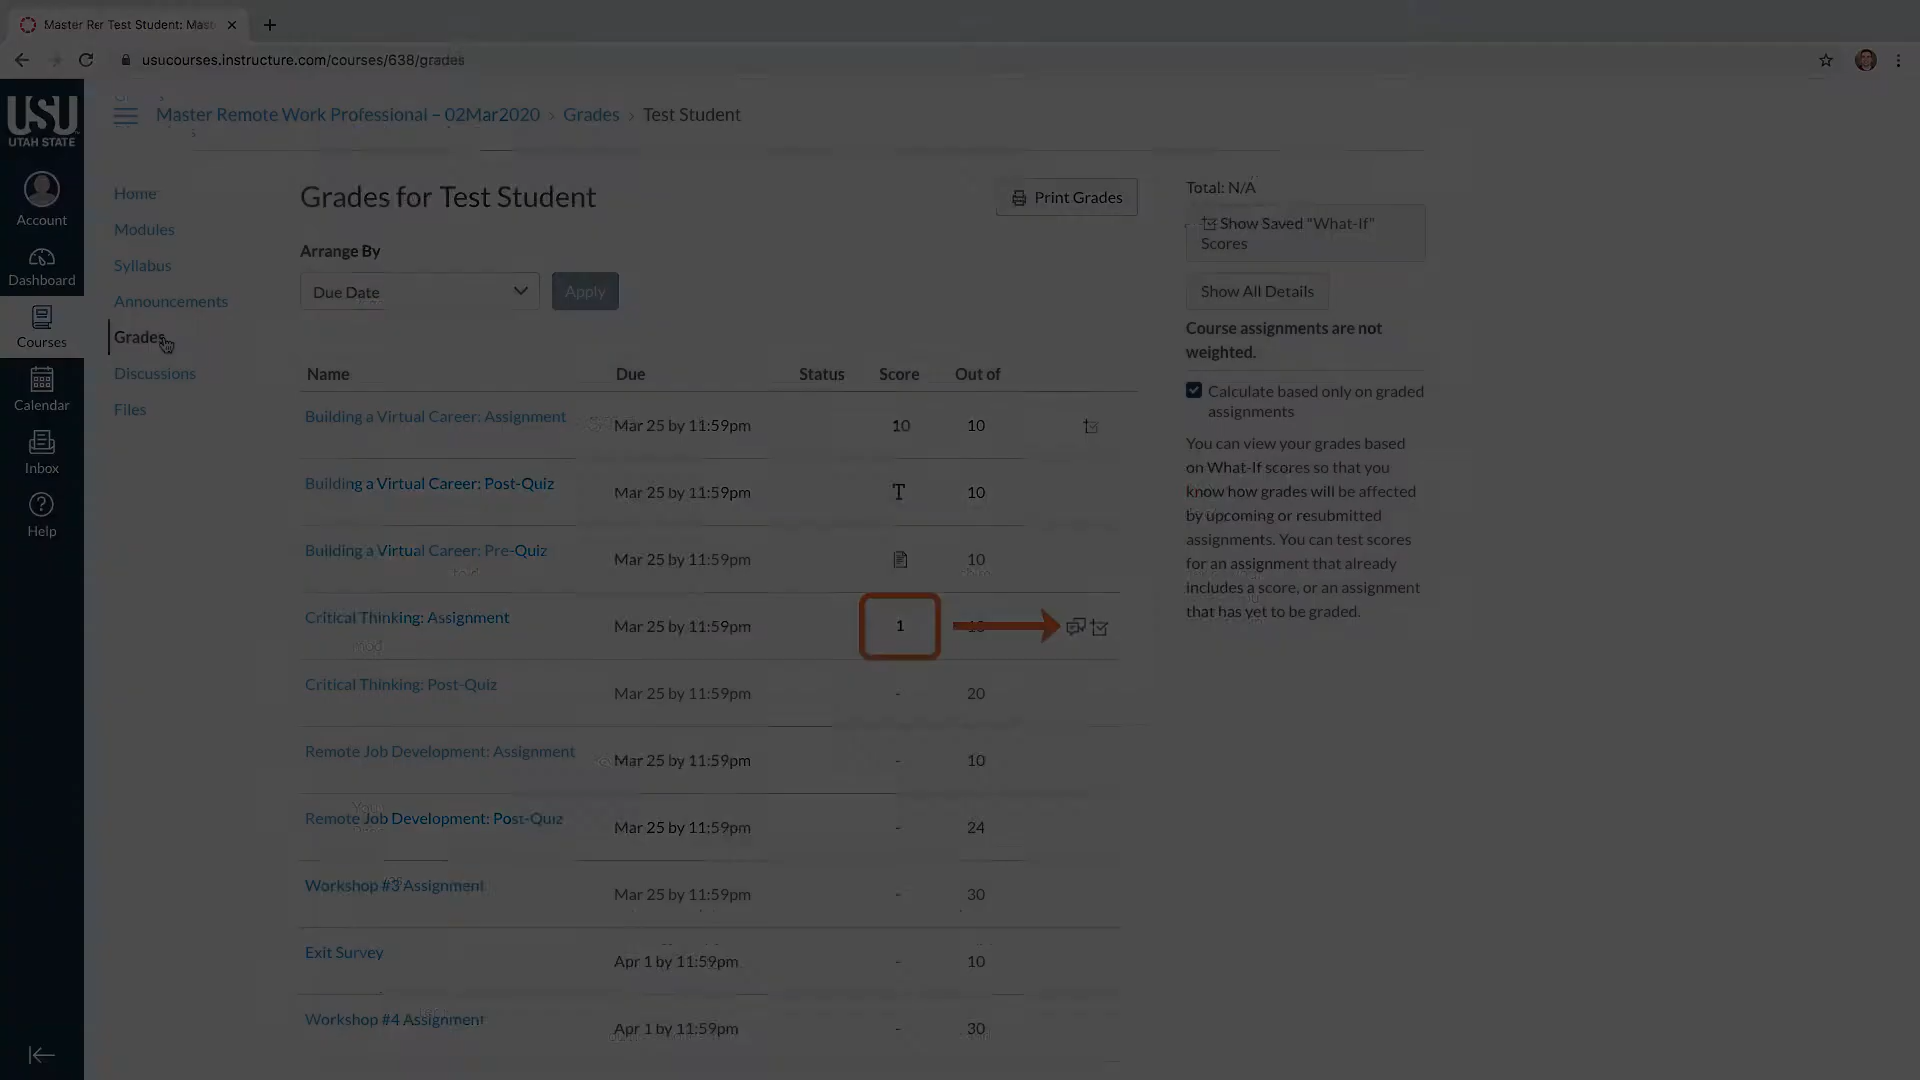 Master Rer Test Student: Mast
usucourses.instructure.com/courses/638/grades
USU
UTAH STATE
Account
Dashboard
Courses
Calendar
Inbox
Help
Master Remote Work Professional – 02Mar2020 › Grades › Test Student
Home
Modules
Syllabus
Announcements
Grades
Discussions
Files
Grades for Test Student
Print Grades
Arrange By
Due Date
Apply
Name Due Status Score Out of
Building a Virtual Career: Assignment Mar 25 by 11:59pm 10 10
Building a Virtual Career: Post-Quiz Mar 25 by 11:59pm 10
Building a Virtual Career: Pre-Quiz Mar 25 by 11:59pm 10
Critical Thinking: Assignment Mar 25 by 11:59pm 1
Critical Thinking: Post-Quiz Mar 25 by 11:59pm - 20
Remote Job Development: Assignment Mar 25 by 11:59pm - 10
Remote Job Development: Post-Quiz Mar 25 by 11:59pm - 24
Workshop #3 Assignment Mar 25 by 11:59pm - 30
Exit Survey Apr 1 by 11:59pm - 10
Workshop #4 Assignment Apr 1 by 11:59pm - 30
Total: N/A
Show Saved "What-If"
Scores
Show All Details
Course assignments are not
weighted.
Calculate based only on graded
assignments
You can view your grades based
on What-If scores so that you
know how grades will be affected
by upcoming or resubmitted
assignments. You can test scores
for an assignment that already
includes a score, or an assignment
that has yet to be graded.